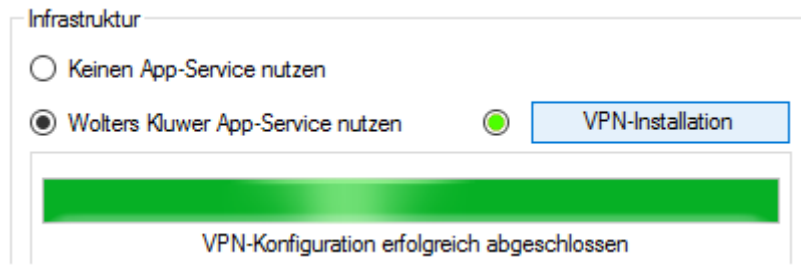 Infrastruktur
Keinen App-Service nutzen
Wolters Kluwer App-Service nutzen
VPN-Installation
VPN-Konfiguration erfolgreich abgeschlossen